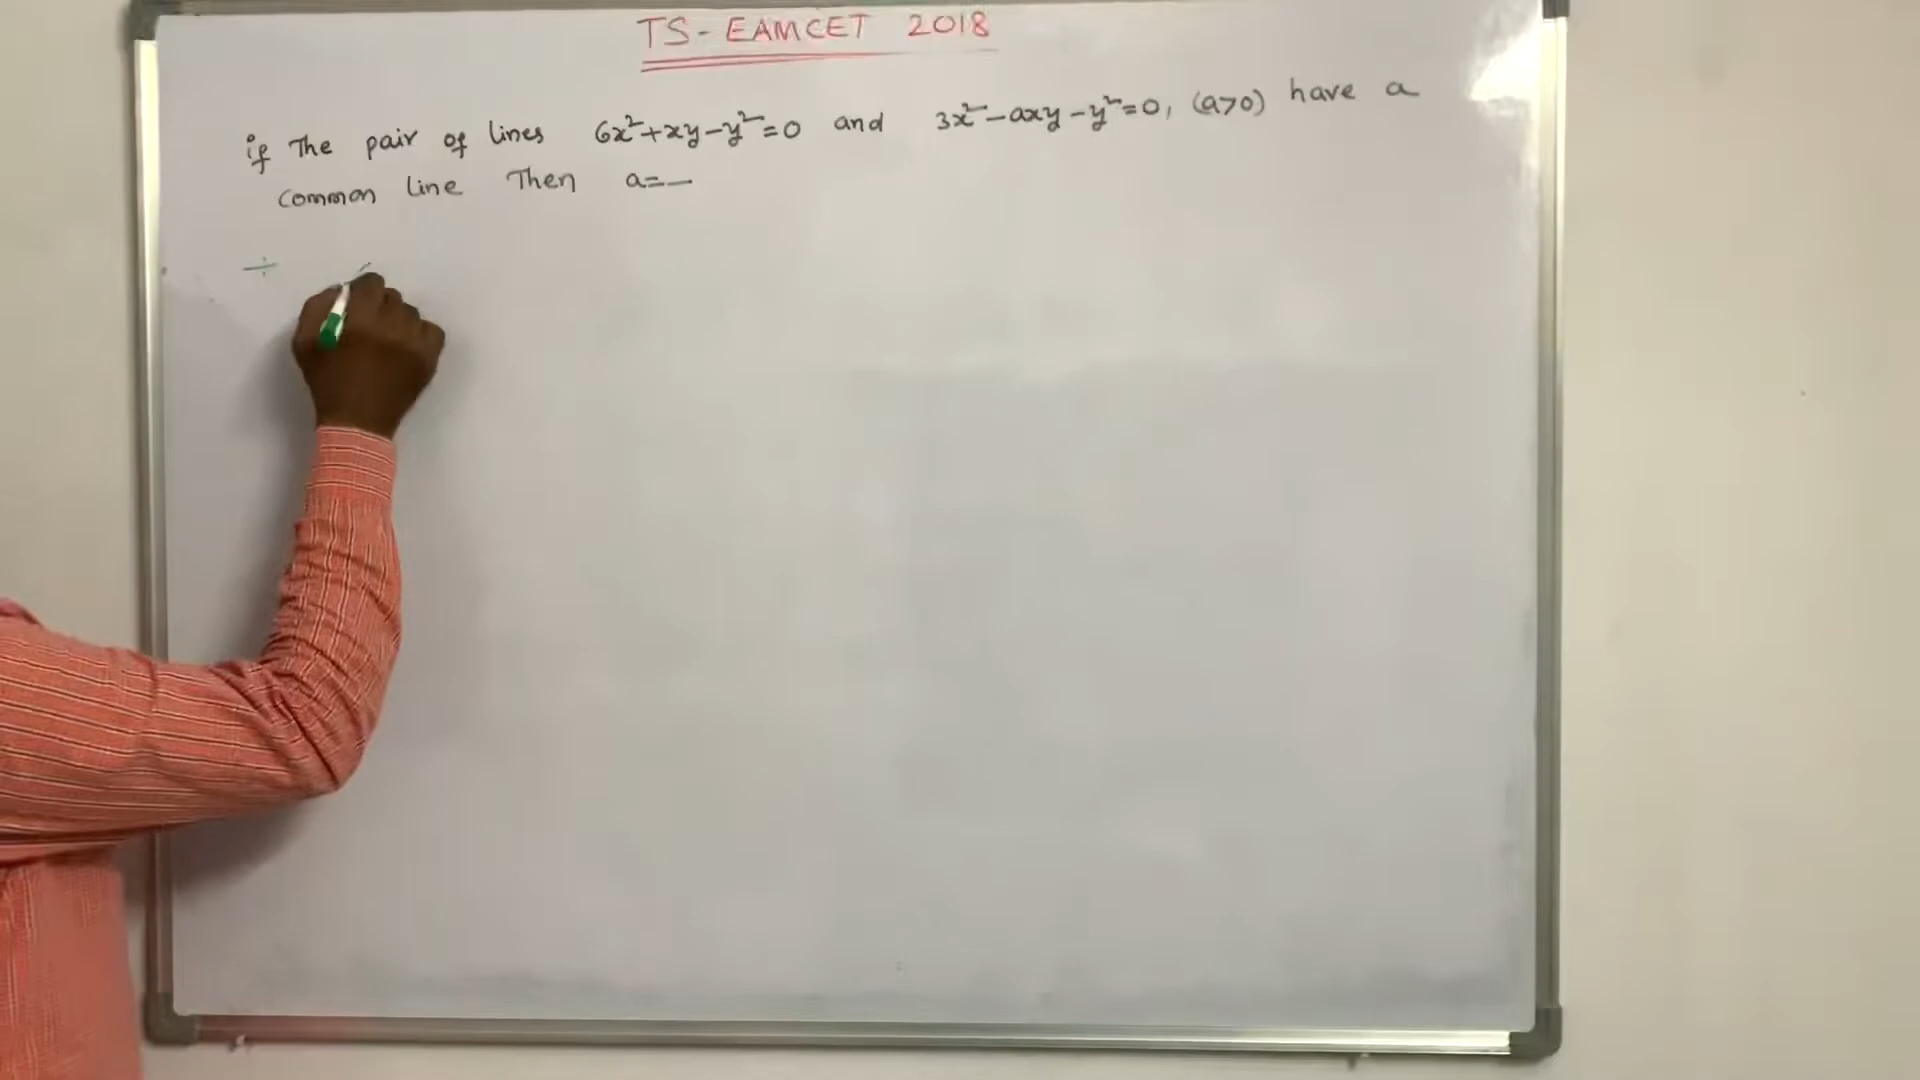 TS - EAMCET 2018
if The pair of lines 6x²+xy-y²=0 and 3x²-axy-y²=0, (a>0) have a
common line Then a=—
÷